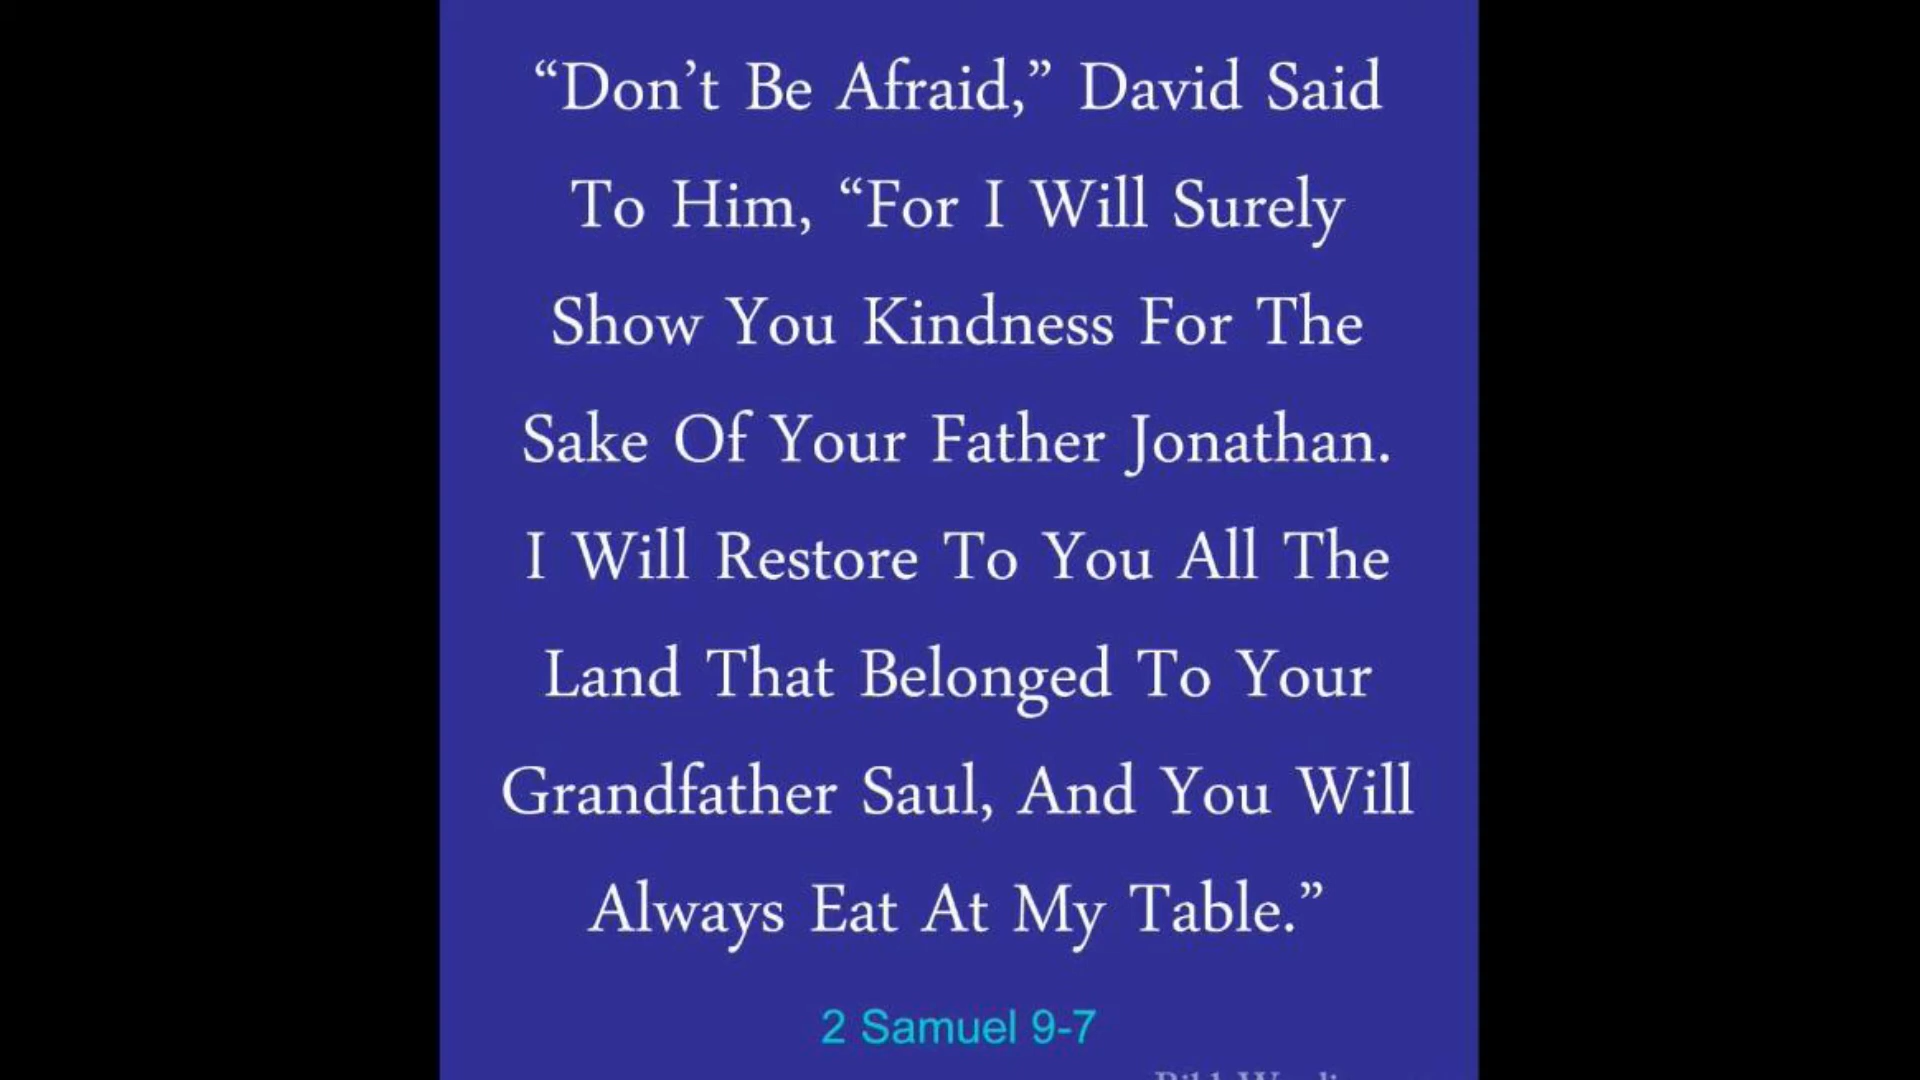 “Don’t Be Afraid,” David Said
To Him, “For I Will Surely
Show You Kindness For The
Sake Of Your Father Jonathan.
I Will Restore To You All The
Land That Belonged To Your
Grandfather Saul, And You Will
Always Eat At My Table.”
2 Samuel 9-7